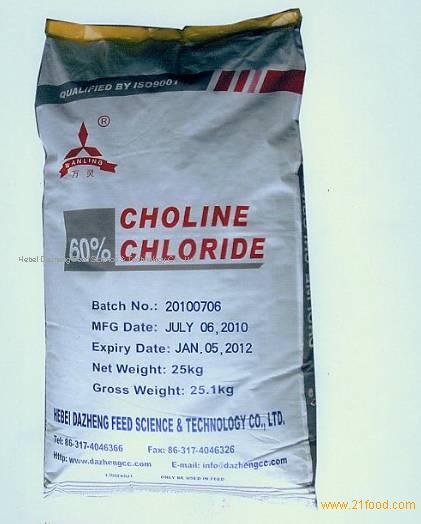 QUALIFIED BY ISO9001
®
WANLING
万灵
60% CHOLINE
CHLORIDE
Batch No.: 20100706
MFG Date: JULY 06,2010
Expiry Date: JAN.05,2012
Net Weight: 25kg
Gross Weight: 25.1kg
HEBEI DAZHENG FEED SCIENCE & TECHNOLOGY CO., LTD.
Tel: 86-317-4046366 Fax: 86-317-4046326
Http: www.dazhengcc.com E-mail: info@dazhengcc.com
ONLY BE USED IN FEED
CHOLINE CHLORIDE
www.21food.com